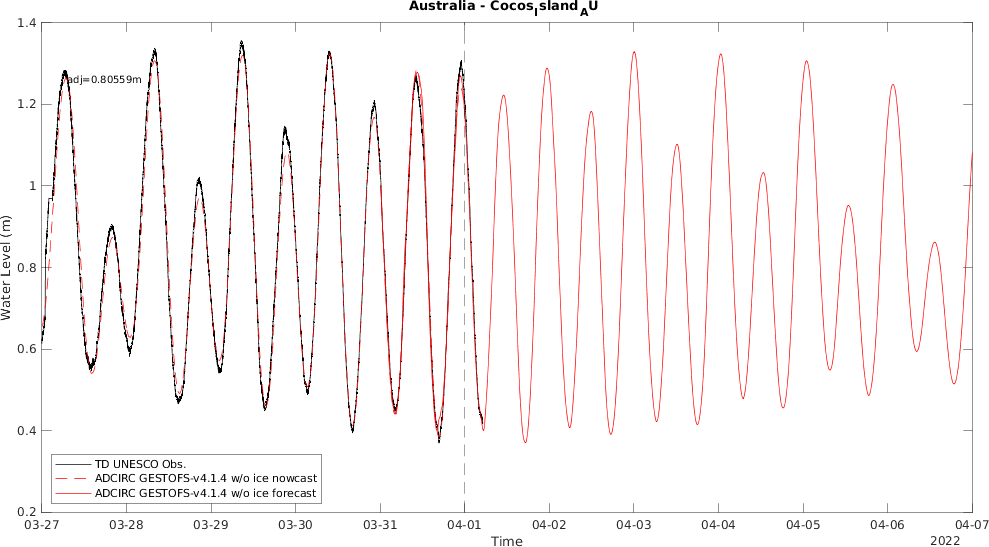 Australia - Cocos_Island_AU
1.4
adj=0.80559m
1.2
1
0.8
0.6
0.4
0.2
Water Level (m)
TD UNESCO Obs.
ADCIRC GESTOFS-v4.1.4 w/o ice nowcast
ADCIRC GESTOFS-v4.1.4 w/o ice forecast
03-27 03-28 03-29 03-30 03-31 04-01 04-02 04-03 04-04 04-05 04-06 04-07
Time
2022